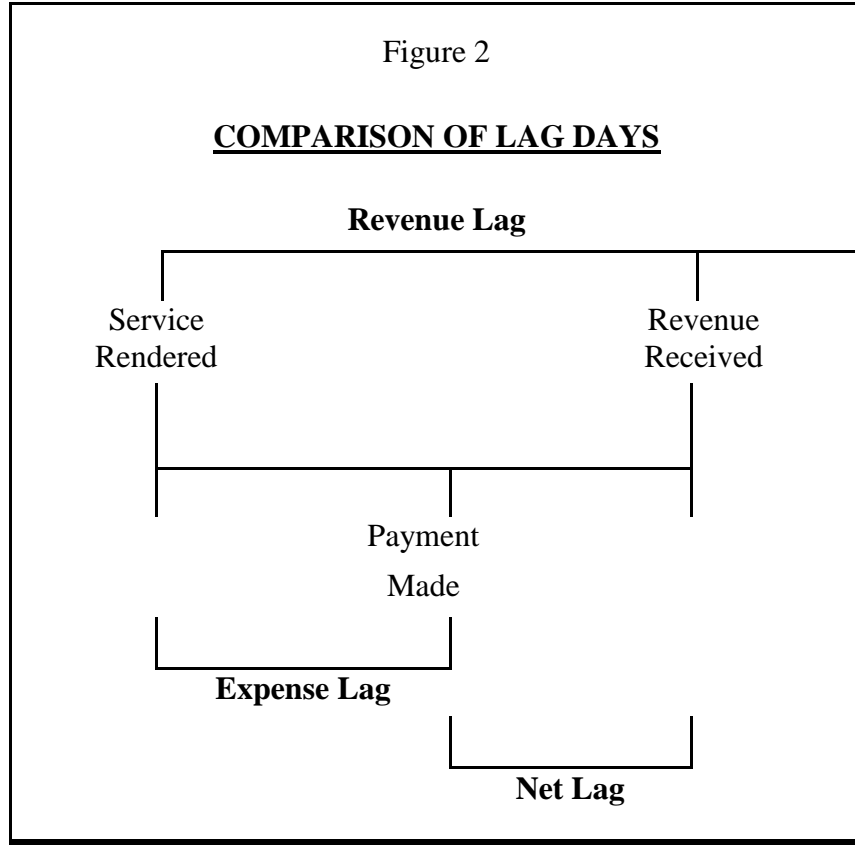 Figure 2
COMPARISON OF LAG DAYS
Revenue Lag
Service Revenue
Rendered Received
Payment
Made
Expense Lag
Net Lag